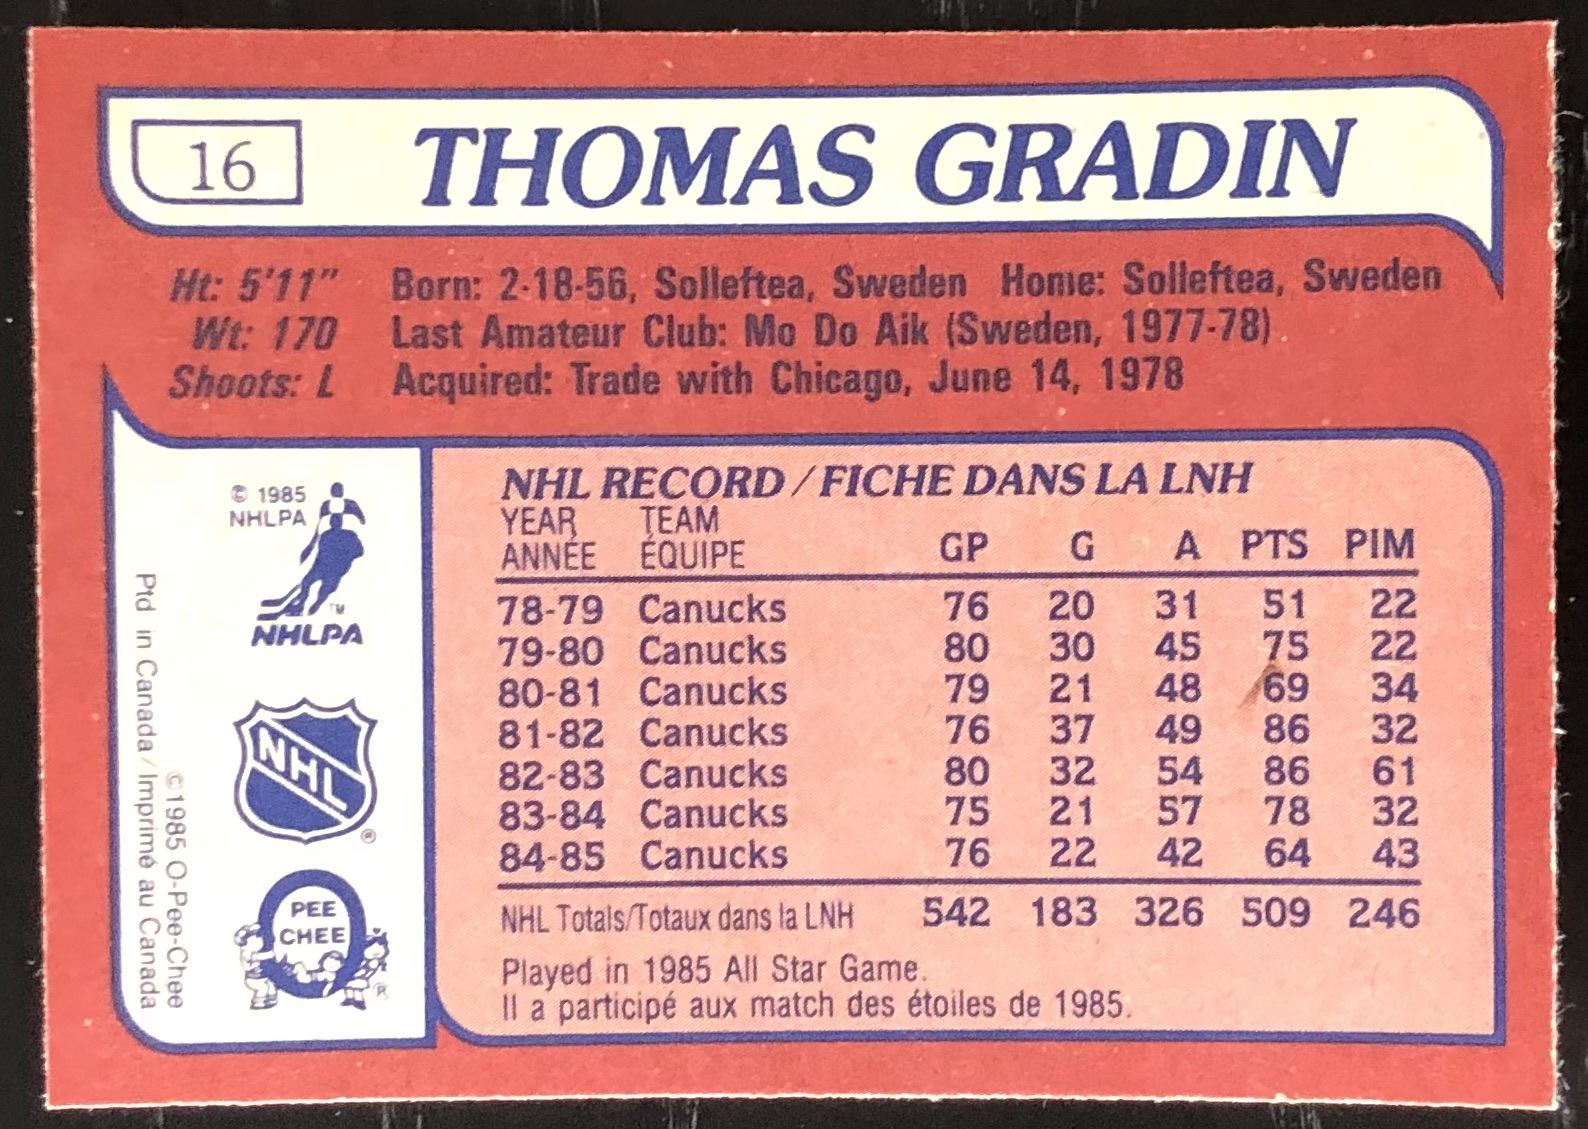 16 THOMAS GRADIN
Ht: 5'11" Born: 2-18-56, Solleftea, Sweden Home: Solleftea, Sweden
Wt: 170 Last Amateur Club: Mo Do Aik (Sweden, 1977-78)
Shoots: L Acquired: Trade with Chicago, June 14, 1978
© 1985
NHLPA
TM
NHLPA
NHL
®
PEE
CHEE
®
©1985 O-Pee-Chee
Ptd in Canada/Imprimé au Canada
NHL RECORD/FICHE DANS LA LNH
YEAR TEAM
ANNÉE ÉQUIPE GP G A PTS PIM
78-79 Canucks 76 20 31 51 22
79-80 Canucks 80 30 45 75 22
80-81 Canucks 79 21 48 69 34
81-82 Canucks 76 37 49 86 32
82-83 Canucks 80 32 54 86 61
83-84 Canucks 75 21 57 78 32
84-85 Canucks 76 22 42 64 43
NHL Totals/Totaux dans la LNH 542 183 326 509 246
Played in 1985 All Star Game.
Il a participé aux match des étoiles de 1985.